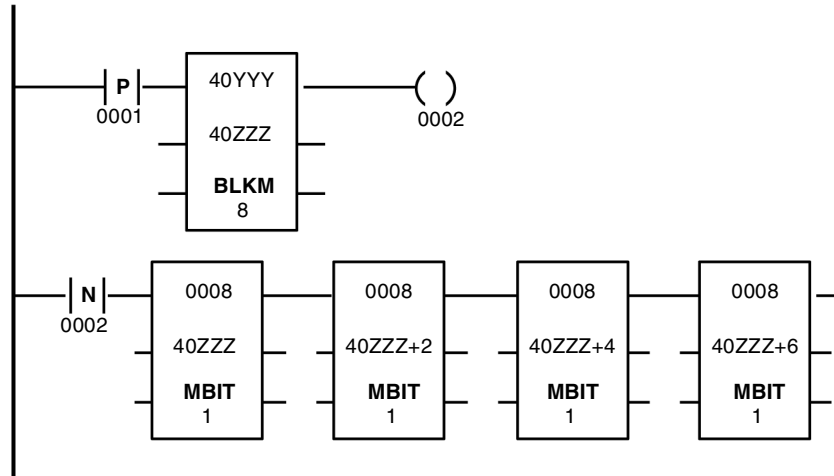 P
0001
40YYY
40ZZZ
BLKM
8
0002
N
0002
0008
40ZZZ
MBIT
1
0008
40ZZZ+2
MBIT
1
0008
40ZZZ+4
MBIT
1
0008
40ZZZ+6
MBIT
1